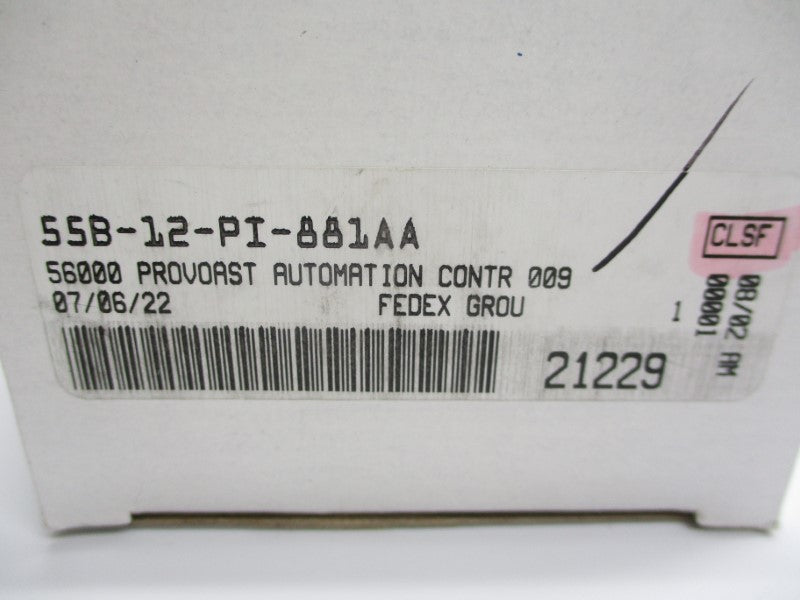 55B-12-PI-881AA
56000 PROVOAST AUTOMATION CONTR 009
07/06/22 FEDEX GROU 1
21229
CLSF
08/02 AM
00001